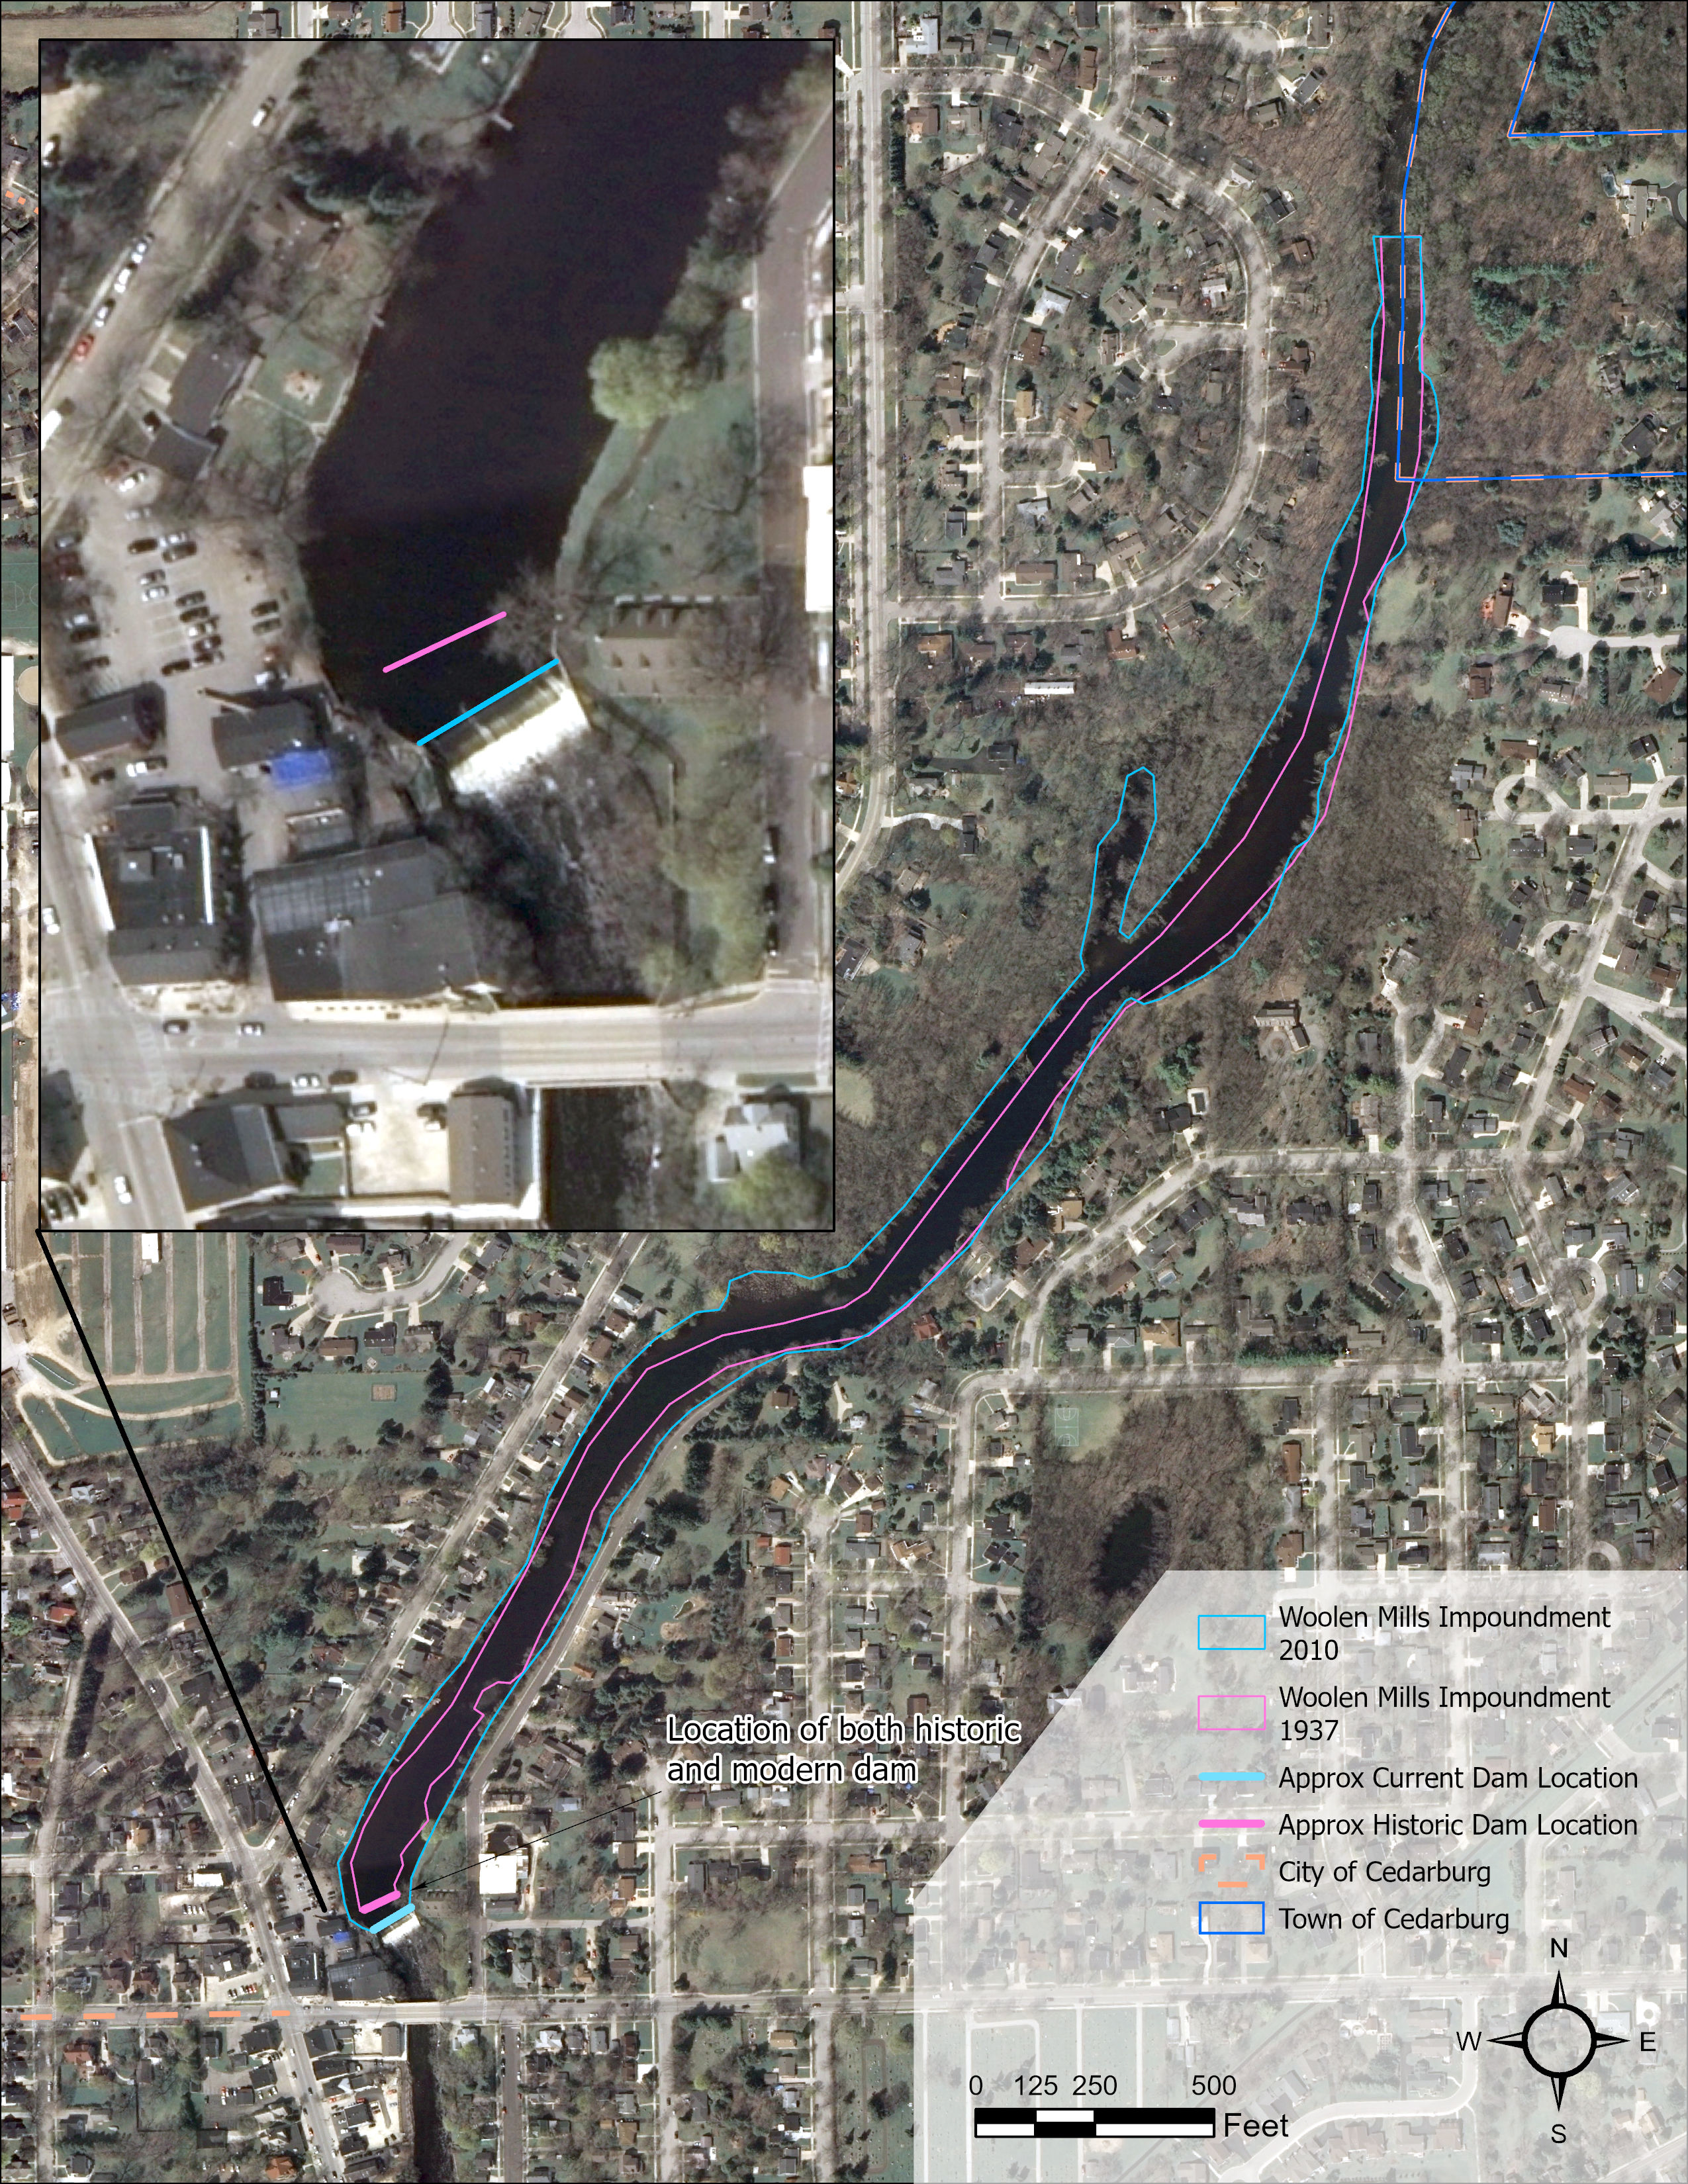 Location of both historic
and modern dam
Woolen Mills Impoundment
2010
Woolen Mills Impoundment
1937
Approx Current Dam Location
Approx Historic Dam Location
City of Cedarburg
Town of Cedarburg
N
W E
S
0 125 250 500
Feet